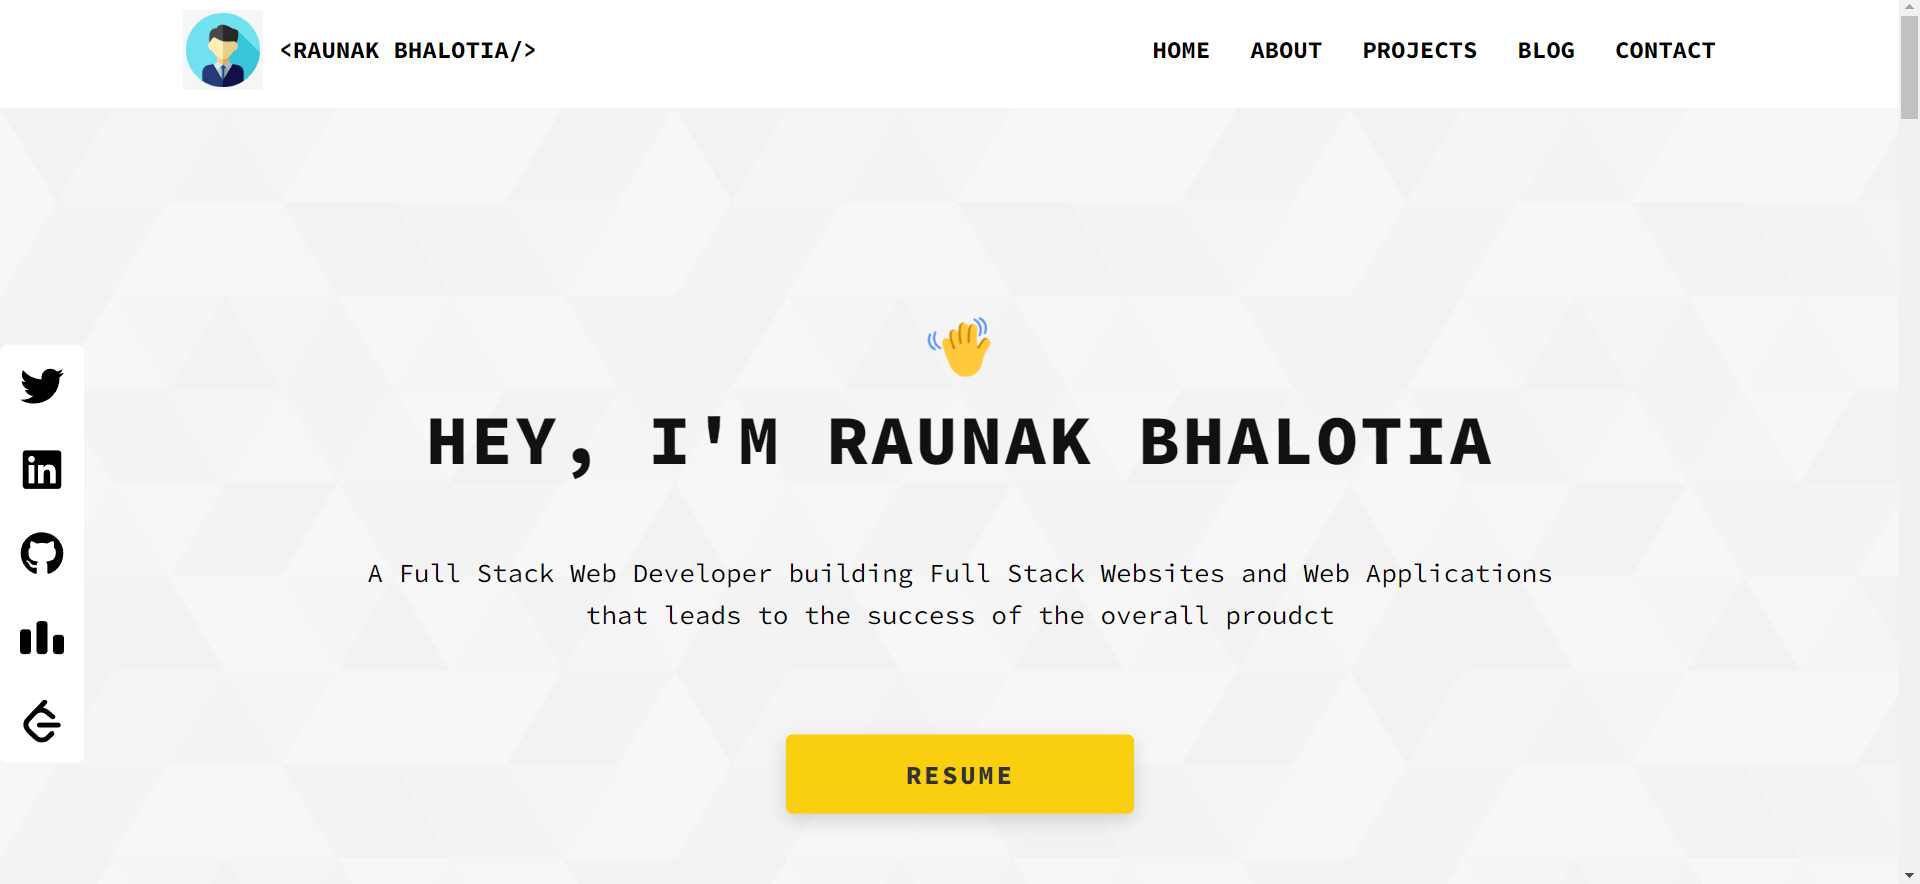 <RAUNAK BHALOTIA/>
HOME ABOUT PROJECTS BLOG CONTACT
HEY, I'M RAUNAK BHALOTIA
A Full Stack Web Developer building Full Stack Websites and Web Applications
that leads to the success of the overall proudct
RESUME